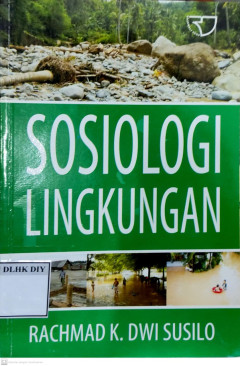 SOSIOLOGI
LINGKUNGAN
DLHK DIY
RACHMAD K. DWI SUSILO